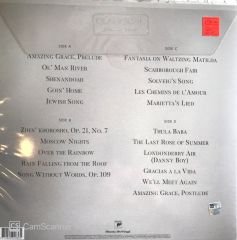 SIDE A
AMAZING GRACE, PRELUDE
OL' MAN RIVER
SHENANDOAH
GOIN' HOME
JEWISH SONG
SIDE B
ZDES' KHOROSHO, OP. 21, NO. 7
MOSCOW NIGHTS
OVER THE RAINBOW
RAIN FALLING FROM THE ROOF
SONG WITHOUT WORDS, OP. 109
SIDE C
FANTASIA ON WALTZING MATILDA
SCARBOROUGH FAIR
SOLVEIG'S SONG
LES CHEMINS DE L'AMOUR
MARIETTA'S LIED
SIDE D
THULA BABA
THE LAST ROSE OF SUMMER
LONDONDERRY AIR
(DANNY BOY)
GRACIAS A LA VIDA
WE'LL MEET AGAIN
AMAZING GRACE, POSTLUDE
CS CamScanner